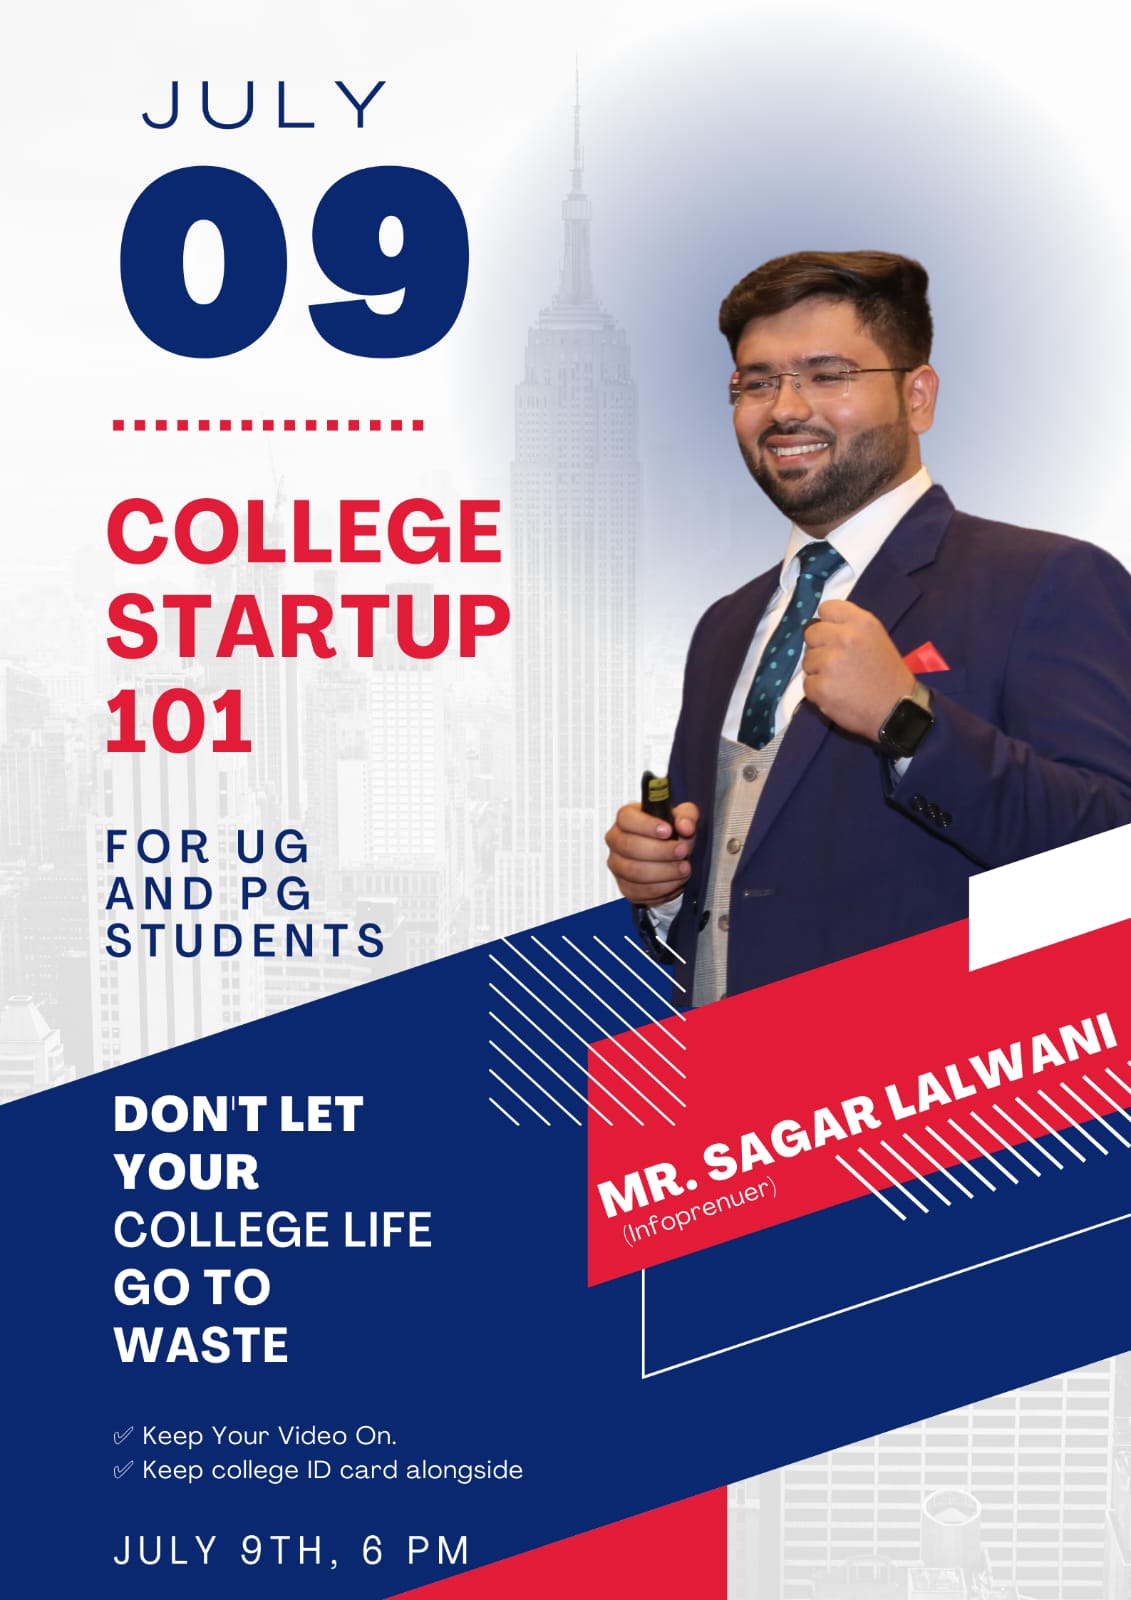 JULY
09
COLLEGE
STARTUP
101
FOR UG
AND PG
STUDENTS
MR. SAGAR LALWANI
(Infoprenuer)
DON'T LET
YOUR
COLLEGE LIFE
GO TO
WASTE
✅ Keep Your Video On.
✅ Keep college ID card alongside
JULY 9TH, 6 PM